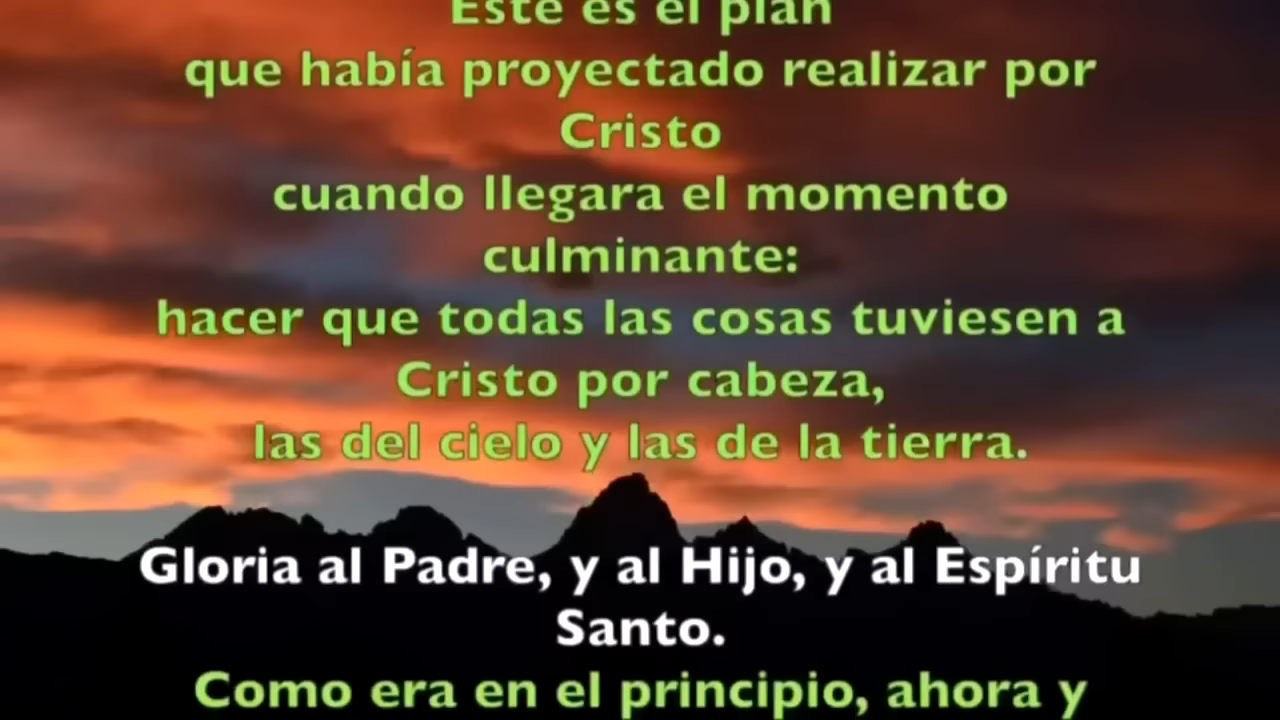 Este es el plan
que había proyectado realizar por
Cristo
cuando llegara el momento
culminante:
hacer que todas las cosas tuviesen a
Cristo por cabeza,
las del cielo y las de la tierra.
Gloria al Padre, y al Hijo, y al Espíritu
Santo.
Como era en el principio, ahora y